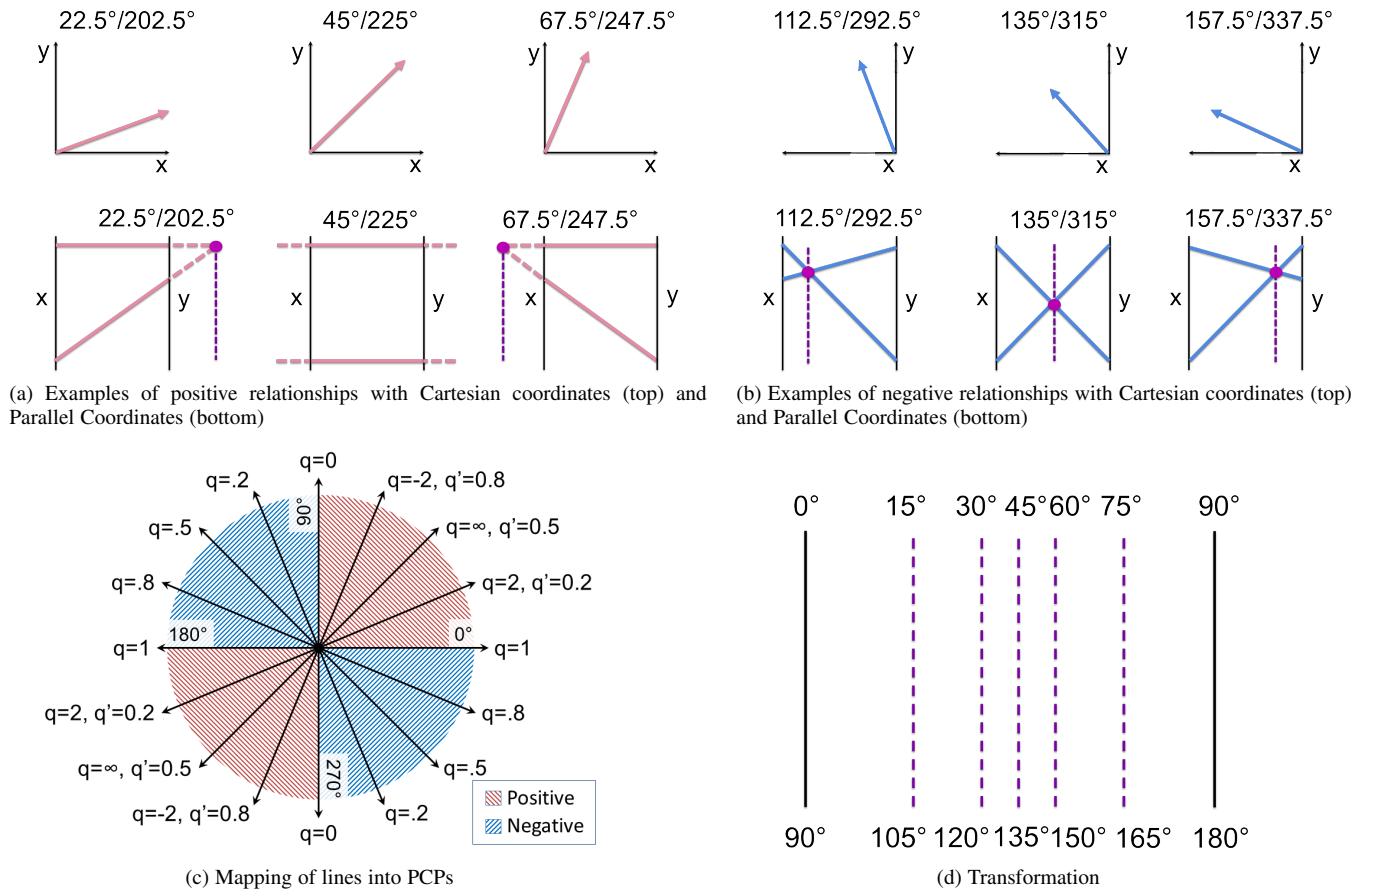 22.5°/202.5° 45°/225° 67.5°/247.5°
y y y
x x x
22.5°/202.5° 45°/225° 67.5°/247.5°
x y x y x y
(a) Examples of positive relationships with Cartesian coordinates (top) and
Parallel Coordinates (bottom)
112.5°/292.5° 135°/315° 157.5°/337.5°
y y y
x x x
112.5°/292.5° 135°/315° 157.5°/337.5°
x y x y x y
(b) Examples of negative relationships with Cartesian coordinates (top)
and Parallel Coordinates (bottom)
q=0
q=.2 q=-2, q’=0.8
90°
q=.5 q=∞, q’=0.5
q=.8 q=2, q’=0.2
180° 0°
q=1 q=1
q=2, q’=0.2 q=.8
q=∞, q’=0.5 q=.5
270°
q=-2, q’=0.8 q=.2
q=0
Positive
Negative
(c) Mapping of lines into PCPs
0° 15° 30° 45° 60° 75° 90°
90° 105° 120° 135° 150° 165° 180°
(d) Transformation